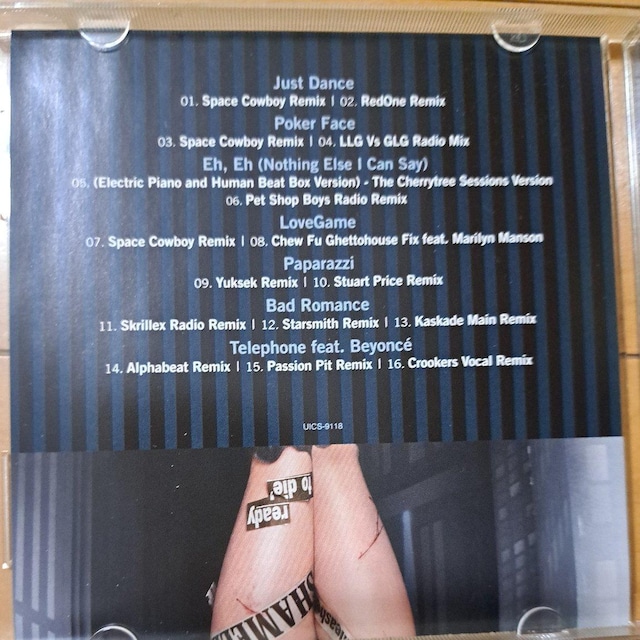 Just Dance
01. Space Cowboy Remix | 02. RedOne Remix
Poker Face
03. Space Cowboy Remix | 04. LLG Vs GLG Radio Mix
Eh, Eh (Nothing Else I Can Say)
05. (Electric Piano and Human Beat Box Version) - The Cherrytree Sessions Version
06. Pet Shop Boys Radio Remix
LoveGame
07. Space Cowboy Remix | 08. Chew Fu Ghettohouse Fix feat. Marilyn Manson
Paparazzi
09. Yuksek Remix | 10. Stuart Price Remix
Bad Romance
11. Skrillex Radio Remix | 12. Starsmith Remix | 13. Kaskade Main Remix
Telephone feat. Beyoncé
14. Alphabeat Remix | 15. Passion Pit Remix | 16. Crookers Vocal Remix
UICS-9118
ready
to die'
SHAME